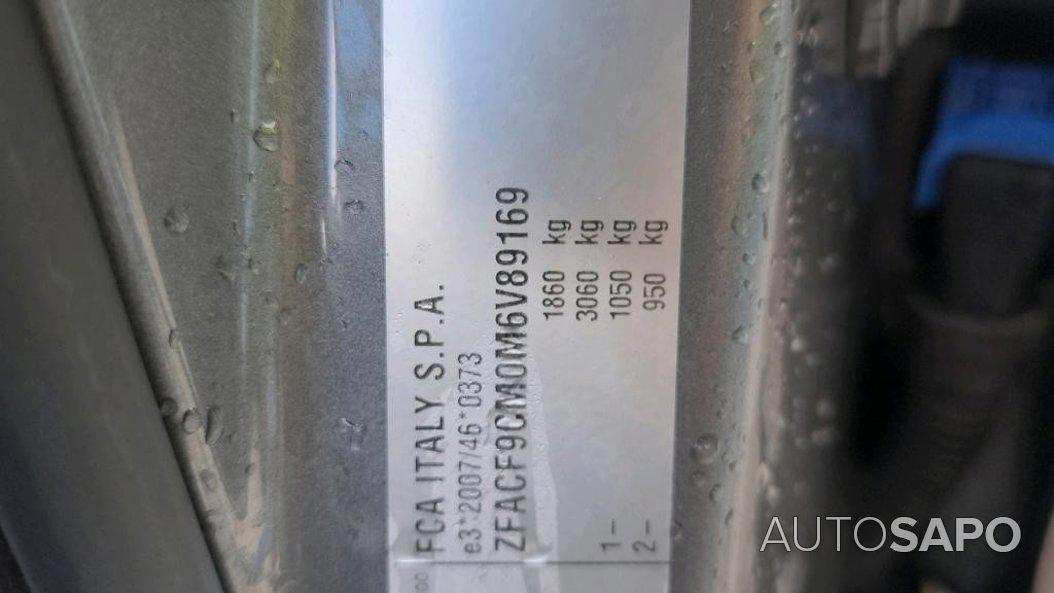 FCA ITALY S.P.A.
e3*2007/46*0373
ZFACF9CM0M6V89169
1860 kg
3060 kg
1- 1050 kg
2- 950 kg
AUTOSAPO